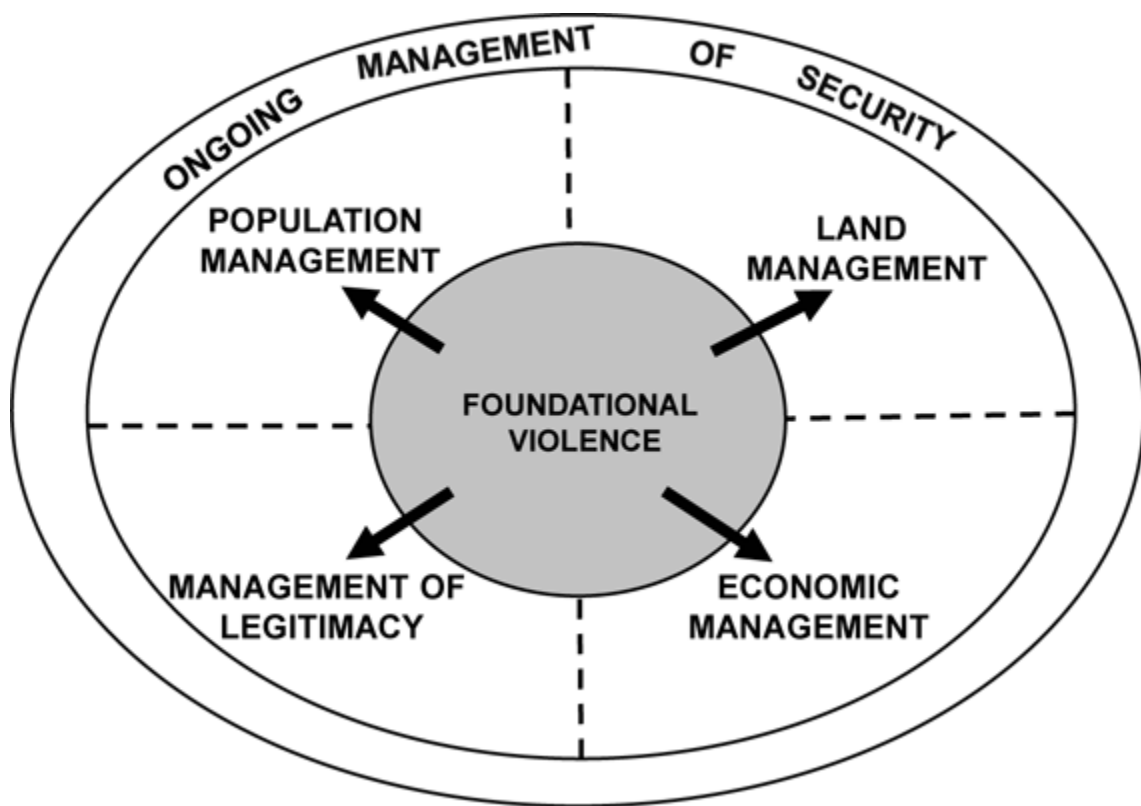 ONGOING MANAGEMENT OF SECURITY
POPULATION
MANAGEMENT
LAND
MANAGEMENT
FOUNDATIONAL
VIOLENCE
MANAGEMENT OF
LEGITIMACY
ECONOMIC
MANAGEMENT